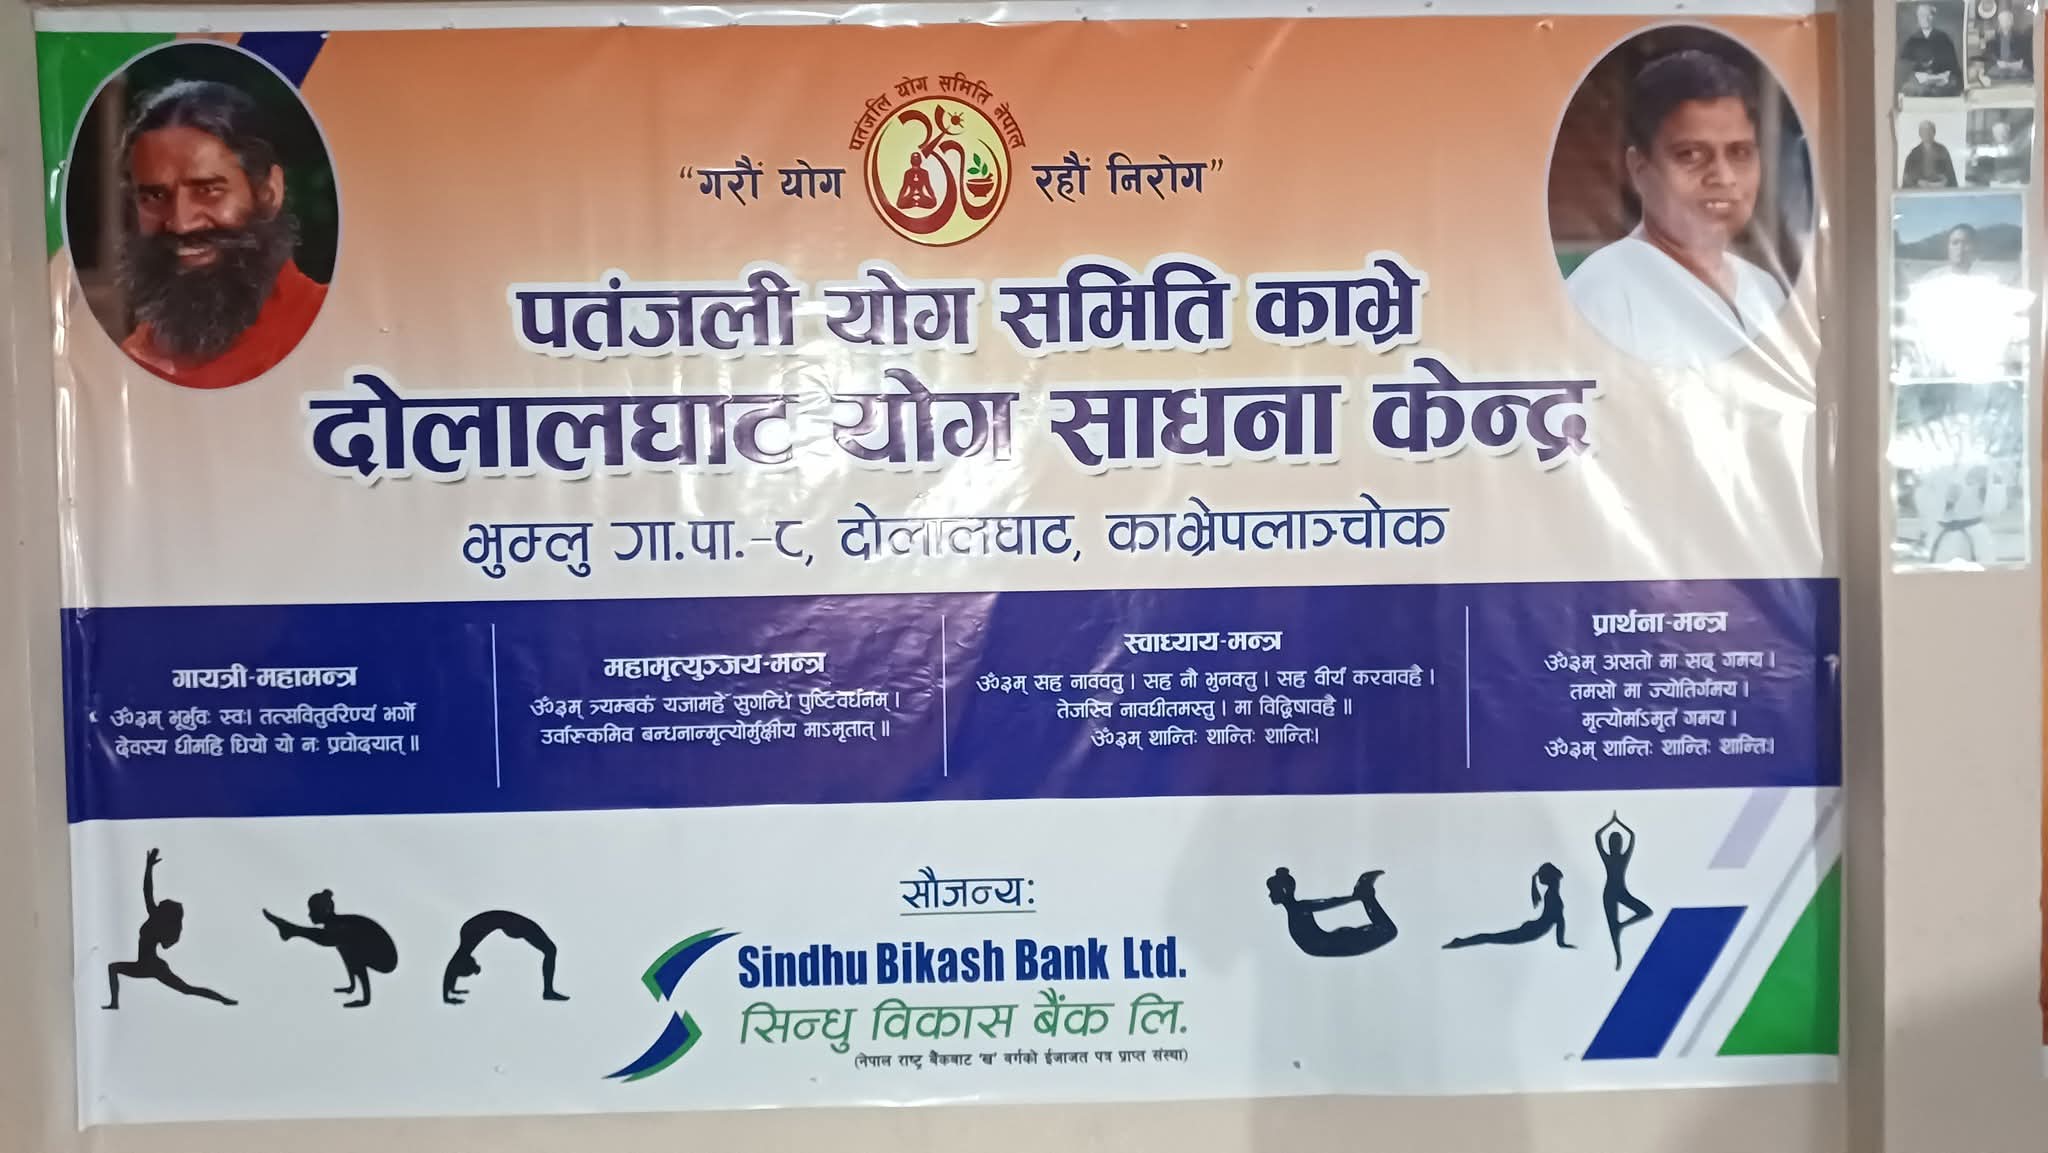 पतंजलि योग समिति नेपाल
“गरौं योग रहौं निरोग”
पतंजली योग समिति काभ्रे
दोलालघाट योग साधना केन्द्र
भुम्लु गा.पा.-८, दोलालघाट, काभ्रेपलाञ्चोक
गायत्री-महामन्त्र
ॐ३म् भूर्भुवः स्वः। तत्सवितुर्वरेण्यं भर्गो
देवस्य धीमहि धियो यो नः प्रचोदयात् ॥
महामृत्युञ्जय-मन्त्र
ॐ३म् त्र्यम्बकं यजामहे सुगन्धिं पुष्टिवर्धनम् ।
उर्वारुकमिव बन्धनान्मृत्योर्मुक्षीय माऽमृतात् ॥
स्वाध्याय-मन्त्र
ॐ३म् सह नाववतु । सह नौ भुनक्तु । सह वीर्यं करवावहै ।
तेजस्वि नावधीतमस्तु । मा विद्विषावहै ॥
ॐ३म् शान्तिः शान्तिः शान्तिः।
प्रार्थना-मन्त्र
ॐ३म् असतो मा सद् गमय ।
तमसो मा ज्योतिर्गमय ।
मृत्योर्माऽमृतं गमय ।
ॐ३म् शान्तिः शान्तिः शान्तिः।
सौजन्य:
Sindhu Bikash Bank Ltd.
सिन्धु विकास बैंक लि.
(नेपाल राष्ट्र बैंकबाट 'ख' वर्गको ईजाजत पत्र प्राप्त संस्था)